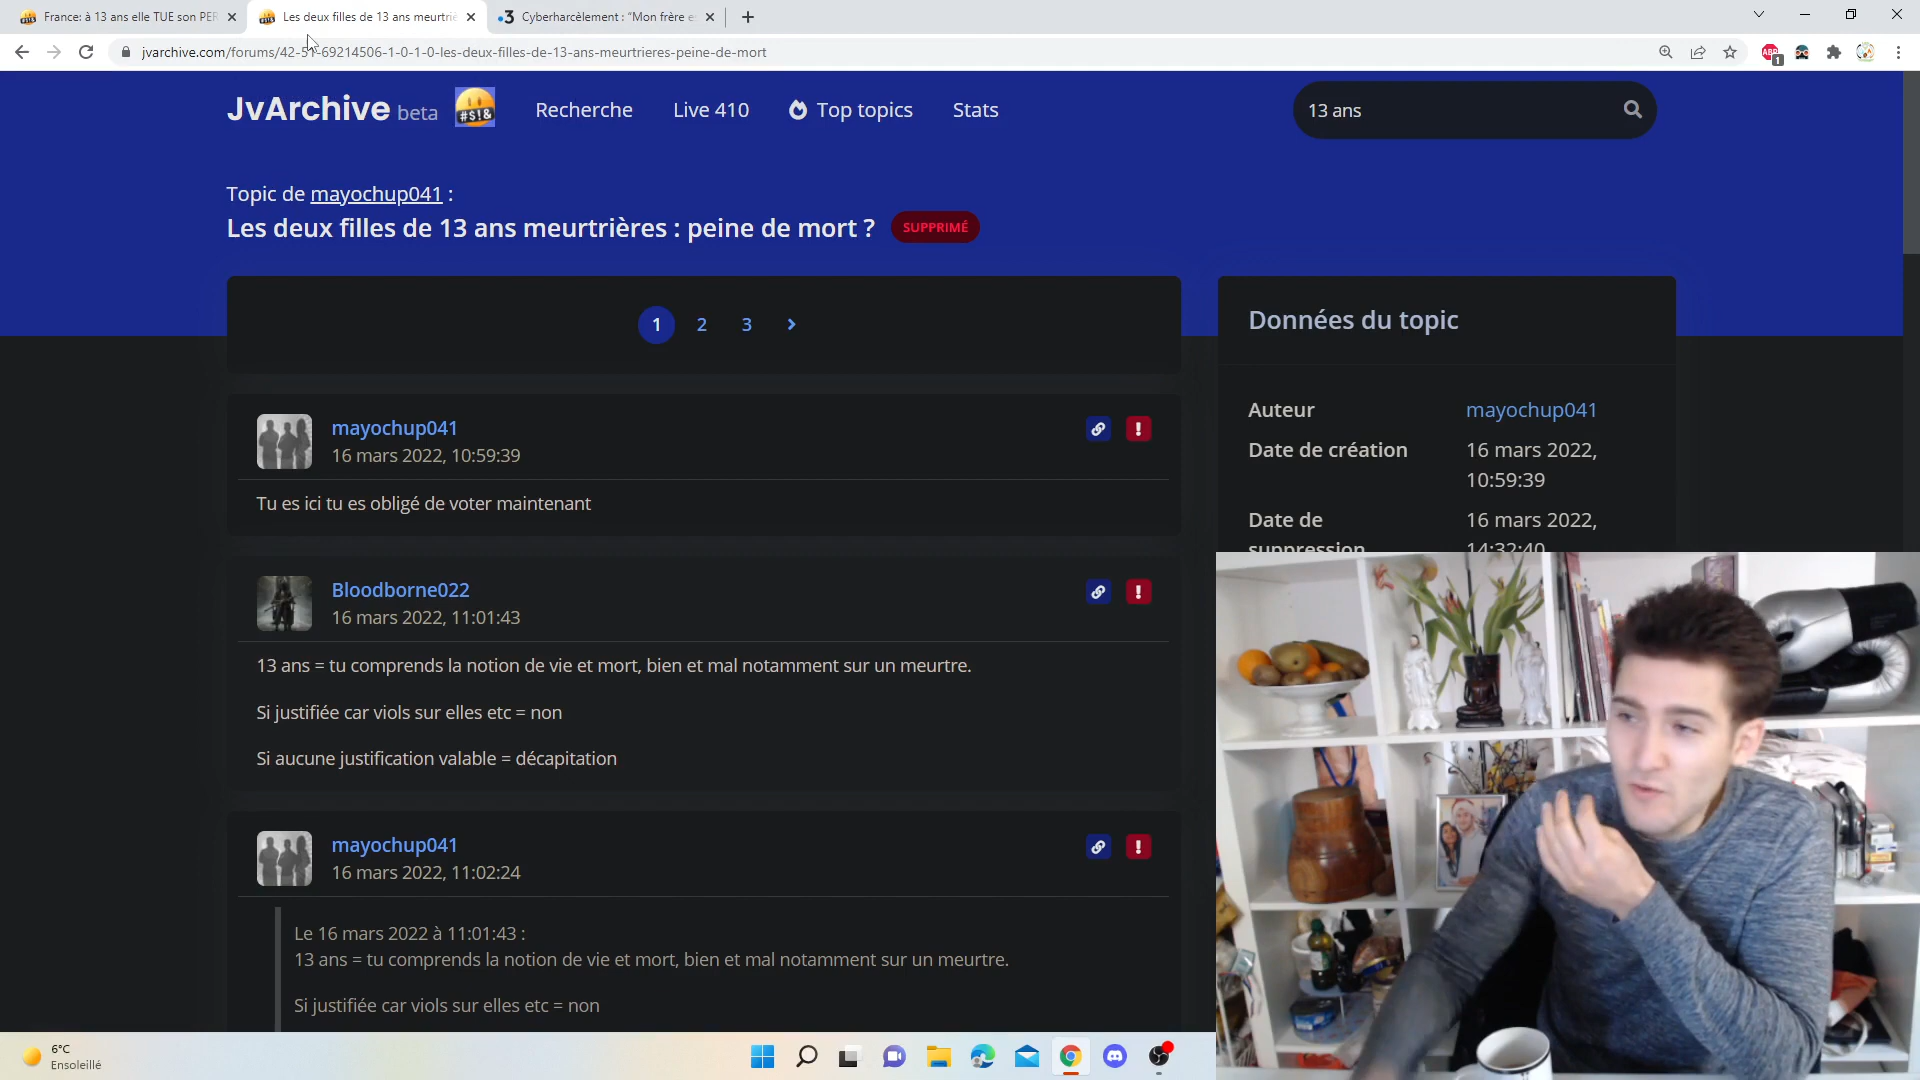 France: à 13 ans elle TUE son PER
Les deux filles de 13 ans meurtriè
Cyberharcèlement : "Mon frère e
jvarchive.com/forums/42-51-69214506-1-0-1-0-les-deux-filles-de-13-ans-meurtrieres-peine-de-mort
ABP
1
JvArchive beta
#$!&
Recherche
Live 410
Top topics
Stats
13 ans
Topic de mayochup041 :
Les deux filles de 13 ans meurtrières : peine de mort ?
SUPPRIMÉ
1 2 3
Données du topic
Auteur
mayochup041
Date de création
16 mars 2022,
10:59:39
Date de
suppression
16 mars 2022,
14:32:40
mayochup041
16 mars 2022, 10:59:39
Tu es ici tu es obligé de voter maintenant
Bloodborne022
16 mars 2022, 11:01:43
13 ans = tu comprends la notion de vie et mort, bien et mal notamment sur un meurtre.
Si justifiée car viols sur elles etc = non
Si aucune justification valable = décapitation
mayochup041
16 mars 2022, 11:02:24
Le 16 mars 2022 à 11:01:43 :
13 ans = tu comprends la notion de vie et mort, bien et mal notamment sur un meurtre.
Si justifiée car viols sur elles etc = non
6°C
Ensoleillé